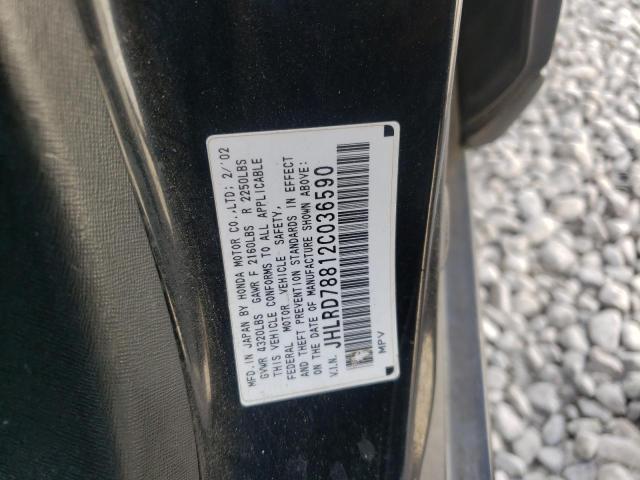 MFD. IN JAPAN BY HONDA MOTOR CO.,LTD; 2/'02
GVWR 4320LBS GAWR F 2160LBS R 2250LBS
THIS VEHICLE CONFORMS TO ALL APPLICABLE
FEDERAL MOTOR VEHICLE SAFETY,
AND THEFT PREVENTION STANDARDS IN EFFECT
ON THE DATE OF MANUFACTURE SHOWN ABOVE:
V.I.N. JHLRD78812C036590
MPV